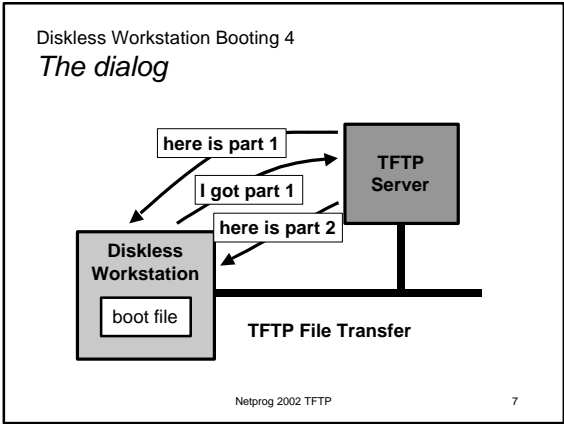 Diskless Workstation Booting 4
The dialog
here is part 1
TFTP
Server
I got part 1
here is part 2
Diskless
Workstation
boot file
TFTP File Transfer
Netprog 2002 TFTP
7